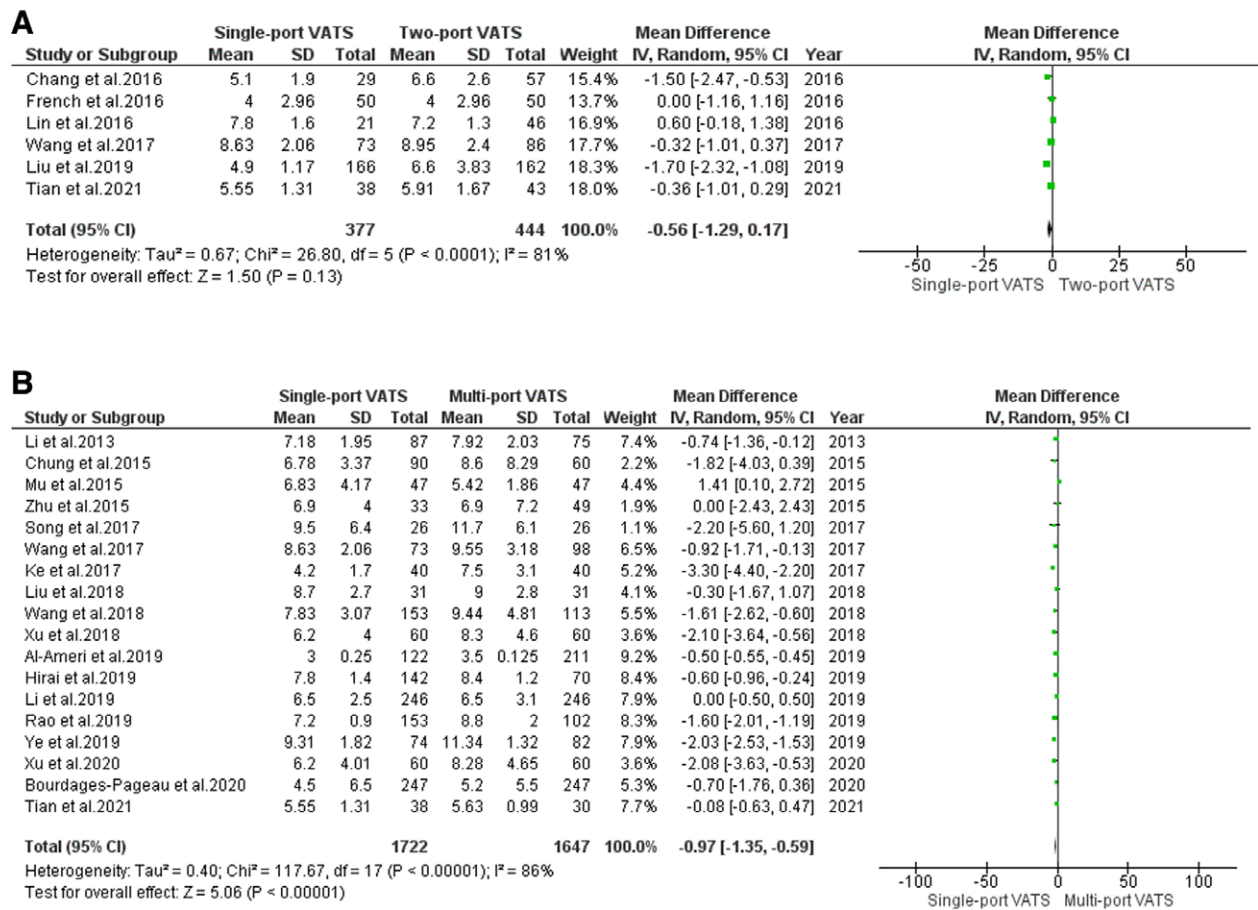 A
Single-port VATS Two-port VATS Mean Difference Mean Difference
Study or Subgroup Mean SD Total Mean SD Total Weight IV, Random, 95% CI Year IV, Random, 95% CI
Chang et al.2016 5.1 1.9 29 6.6 2.6 57 15.4% -1.50 [-2.47, -0.53] 2016
French et al.2016 4 2.96 50 4 2.96 50 13.7% 0.00 [-1.16, 1.16] 2016
Lin et al.2016 7.8 1.6 21 7.2 1.3 46 16.9% 0.60 [-0.18, 1.38] 2016
Wang et al.2017 8.63 2.06 73 8.95 2.4 86 17.7% -0.32 [-1.01, 0.37] 2017
Liu et al.2019 4.9 1.17 166 6.6 3.83 162 18.3% -1.70 [-2.32, -1.08] 2019
Tian et al.2021 5.55 1.31 38 5.91 1.67 43 18.0% -0.36 [-1.01, 0.29] 2021
Total (95% CI) 377 444 100.0% -0.56 [-1.29, 0.17]
Heterogeneity: Tau² = 0.67; Chi² = 26.80, df = 5 (P < 0.0001); I² = 81%
Test for overall effect: Z = 1.50 (P = 0.13)
-50 -25 0 25 50
Single-port VATS Two-port VATS
B
Single-port VATS Multi-port VATS Mean Difference Mean Difference
Study or Subgroup Mean SD Total Mean SD Total Weight IV, Random, 95% CI Year IV, Random, 95% CI
Li et al.2013 7.18 1.95 87 7.92 2.03 75 7.4% -0.74 [-1.36, -0.12] 2013
Chung et al.2015 6.78 3.37 90 8.6 8.29 60 2.2% -1.82 [-4.03, 0.39] 2015
Mu et al.2015 6.83 4.17 47 5.42 1.86 47 4.4% 1.41 [0.10, 2.72] 2015
Zhu et al.2015 6.9 4 33 6.9 7.2 49 1.9% 0.00 [-2.43, 2.43] 2015
Song et al.2017 9.5 6.4 26 11.7 6.1 26 1.1% -2.20 [-5.60, 1.20] 2017
Wang et al.2017 8.63 2.06 73 9.55 3.18 98 6.5% -0.92 [-1.71, -0.13] 2017
Ke et al.2017 4.2 1.7 40 7.5 3.1 40 5.2% -3.30 [-4.40, -2.20] 2017
Liu et al.2018 8.7 2.7 31 9 2.8 31 4.1% -0.30 [-1.67, 1.07] 2018
Wang et al.2018 7.83 3.07 153 9.44 4.81 113 5.5% -1.61 [-2.62, -0.60] 2018
Xu et al.2018 6.2 4 60 8.3 4.6 60 3.6% -2.10 [-3.64, -0.56] 2018
Al-Ameri et al.2019 3 0.25 122 3.5 0.125 211 9.2% -0.50 [-0.55, -0.45] 2019
Hirai et al.2019 7.8 1.4 142 8.4 1.2 70 8.4% -0.60 [-0.96, -0.24] 2019
Li et al.2019 6.5 2.5 246 6.5 3.1 246 7.9% 0.00 [-0.50, 0.50] 2019
Rao et al.2019 7.2 0.9 153 8.8 2 102 8.3% -1.60 [-2.01, -1.19] 2019
Ye et al.2019 9.31 1.82 74 11.34 1.32 82 7.9% -2.03 [-2.53, -1.53] 2019
Xu et al.2020 6.2 4.01 60 8.28 4.65 60 3.6% -2.08 [-3.63, -0.53] 2020
Bourdages-Pageau et al.2020 4.5 6.5 247 5.2 5.5 247 5.3% -0.70 [-1.76, 0.36] 2020
Tian et al.2021 5.55 1.31 38 5.63 0.99 30 7.7% -0.08 [-0.63, 0.47] 2021
Total (95% CI) 1722 1647 100.0% -0.97 [-1.35, -0.59]
Heterogeneity: Tau² = 0.40; Chi² = 117.67, df = 17 (P < 0.00001); I² = 86%
Test for overall effect: Z = 5.06 (P < 0.00001)
-100 -50 0 50 100
Single-port VATS Multi-port VATS